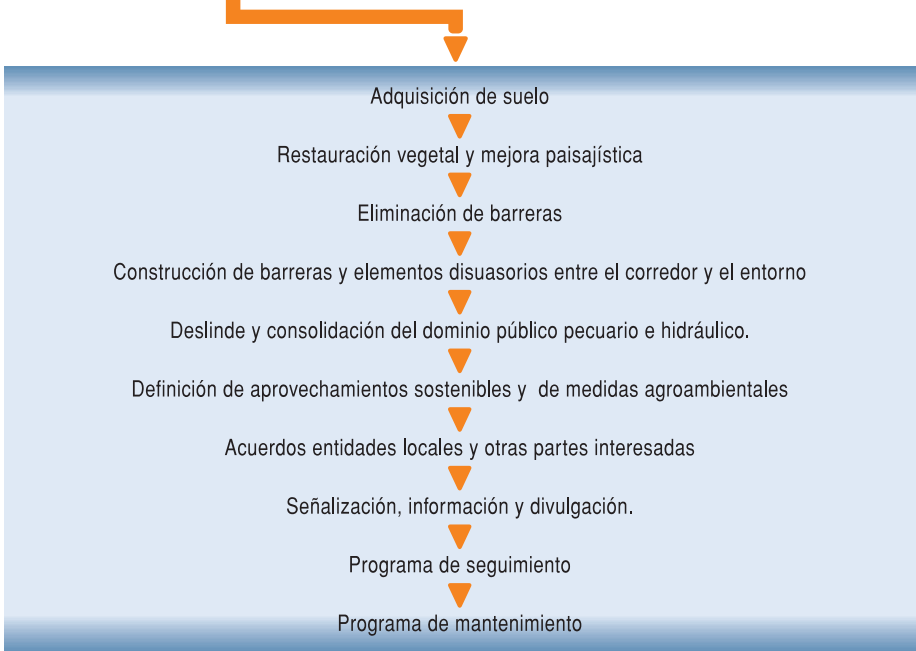 Adquisición de suelo
Restauración vegetal y mejora paisajística
Eliminación de barreras
Construcción de barreras y elementos disuasorios entre el corredor y el entorno
Deslinde y consolidación del dominio público pecuario e hidráulico.
Definición de aprovechamientos sostenibles y de medidas agroambientales
Acuerdos entidades locales y otras partes interesadas
Señalización, información y divulgación.
Programa de seguimiento
Programa de mantenimiento